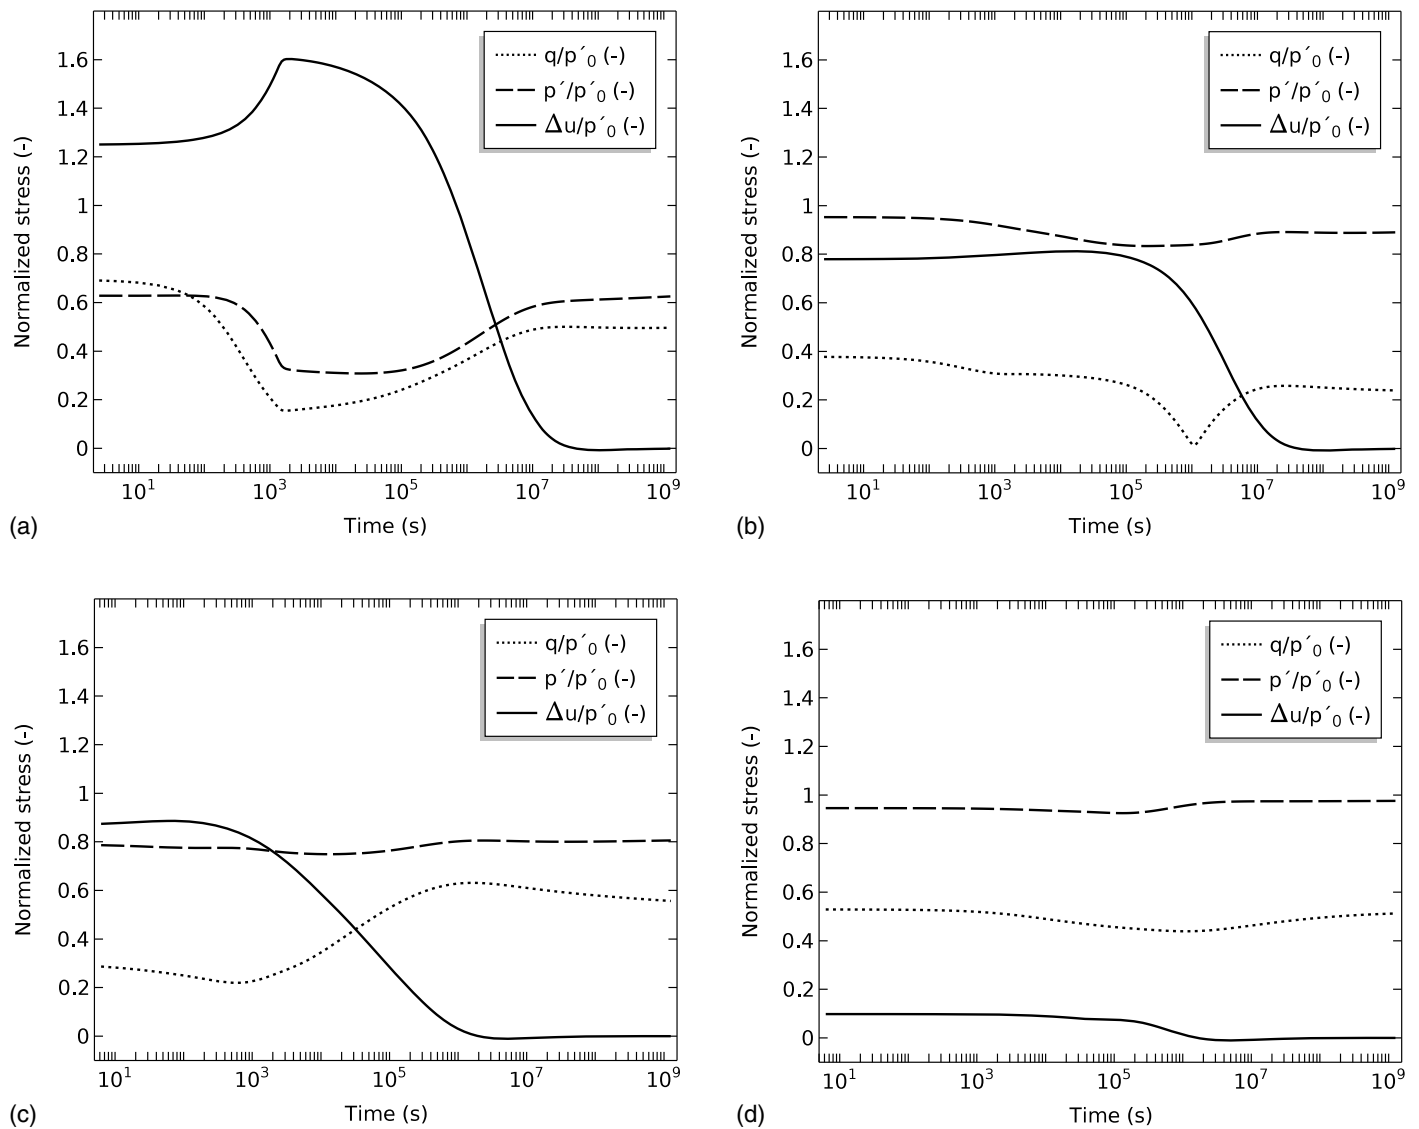 1.6
1.4
1.2
1
0.8
0.6
0.4
0.2
0
Normalized stress (-)
q/p´0 (-)
p´/p´0 (-)
Δu/p´0 (-)
10^1 10^3 10^5 10^7 10^9
Time (s)
(a)
1.6
1.4
1.2
1
0.8
0.6
0.4
0.2
0
Normalized stress (-)
q/p´0 (-)
p´/p´0 (-)
Δu/p´0 (-)
10^1 10^3 10^5 10^7 10^9
Time (s)
(b)
1.6
1.4
1.2
1
0.8
0.6
0.4
0.2
0
Normalized stress (-)
q/p´0 (-)
p´/p´0 (-)
Δu/p´0 (-)
10^1 10^3 10^5 10^7 10^9
Time (s)
(c)
1.6
1.4
1.2
1
0.8
0.6
0.4
0.2
0
Normalized stress (-)
q/p´0 (-)
p´/p´0 (-)
Δu/p´0 (-)
10^1 10^3 10^5 10^7 10^9
Time (s)
(d)